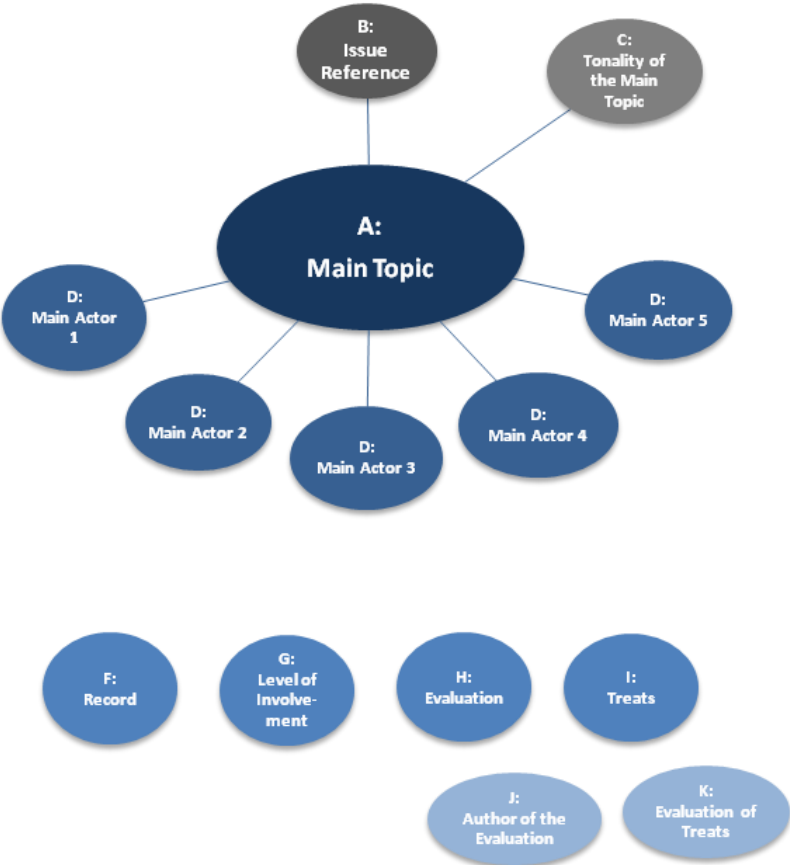 B:
Issue
Reference
C:
Tonality of
the Main
Topic
A:
Main Topic
D:
Main Actor
1
D:
Main Actor 2
D:
Main Actor 3
D:
Main Actor 4
D:
Main Actor 5
F:
Record
G:
Level of
Involve-
ment
H:
Evaluation
I:
Treats
J:
Author of the
Evaluation
K:
Evaluation of
Treats